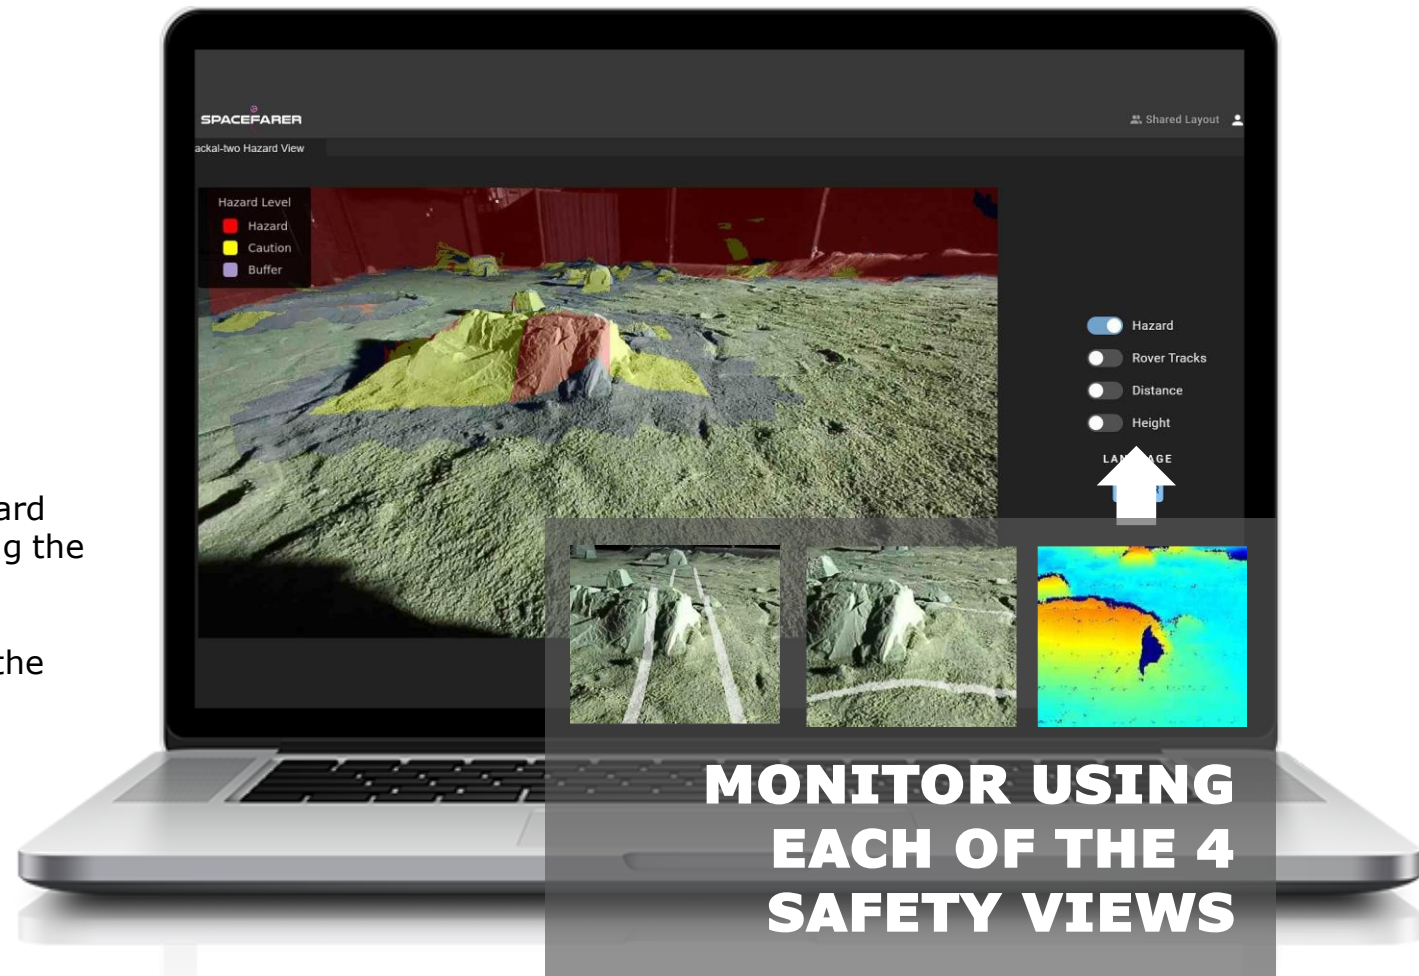 SPACEFARER
Shared Layout
ackal-two Hazard View
Hazard Level
Hazard
Caution
Buffer
Hazard
Rover Tracks
Distance
Height
ard
g the
the
MONITOR USING
EACH OF THE 4
SAFETY VIEWS